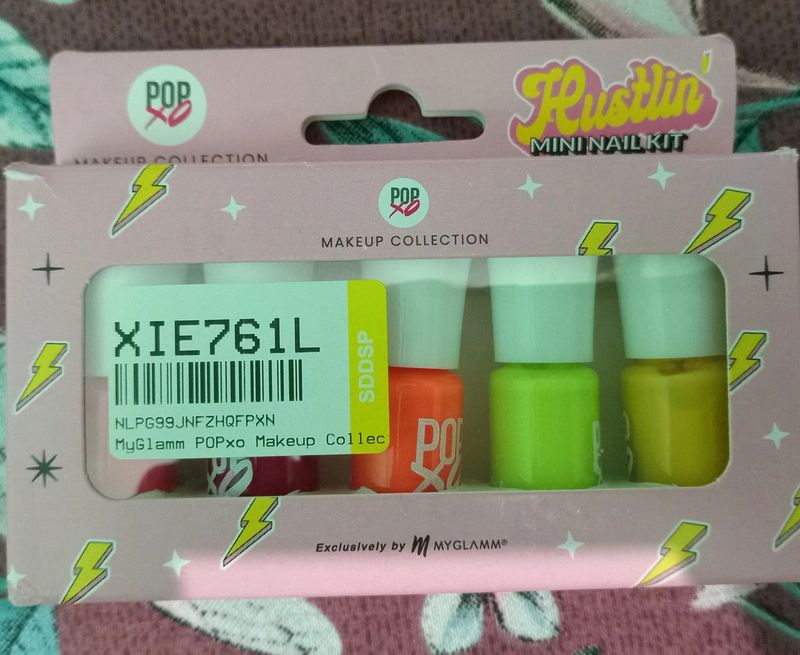 POP
XO
MAKEUP COLLECTION
Hustlin'
MINI NAIL KIT
POP
XO
MAKEUP COLLECTION
XIE761L
NLPG99JNFZHQFPXN
MyGlamm POPxo Makeup Collec
SDDSP
POP
XO
Exclusively by M MYGLAMM®